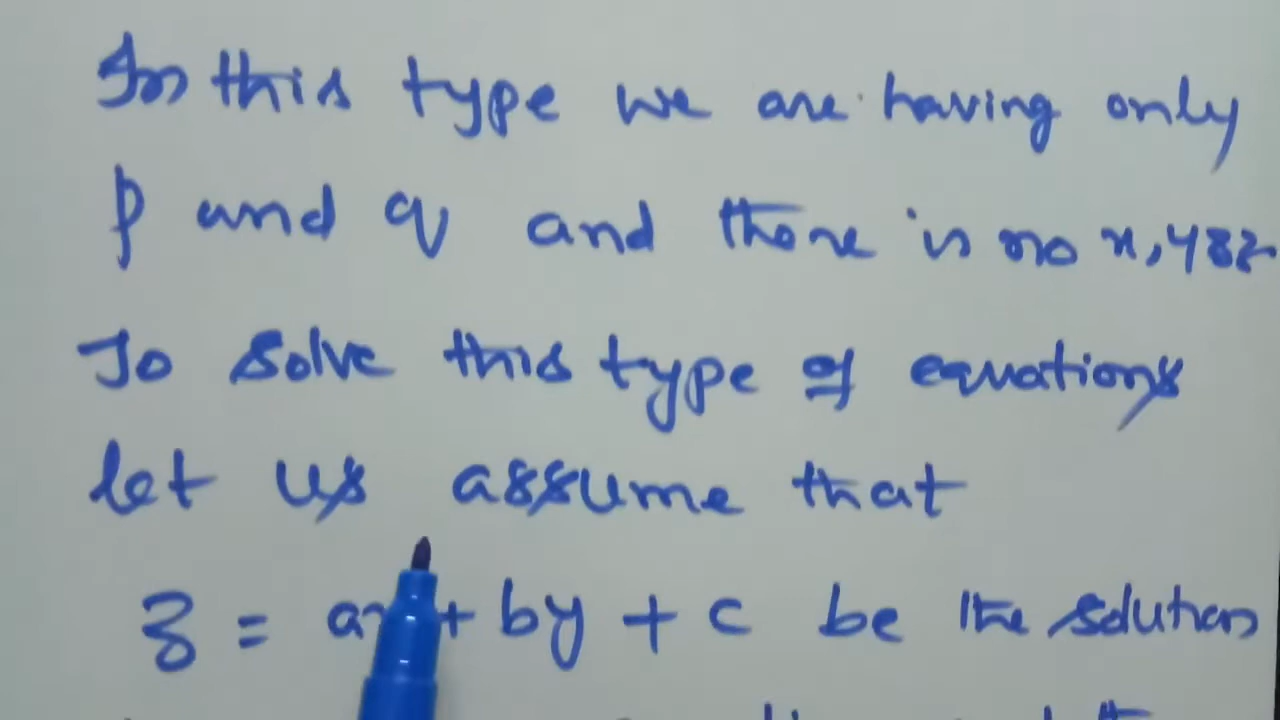 In this type we are having only
p and q and there is no x, y & z
To solve this type of equations
let us assume that
z = ax + by + c be the solution